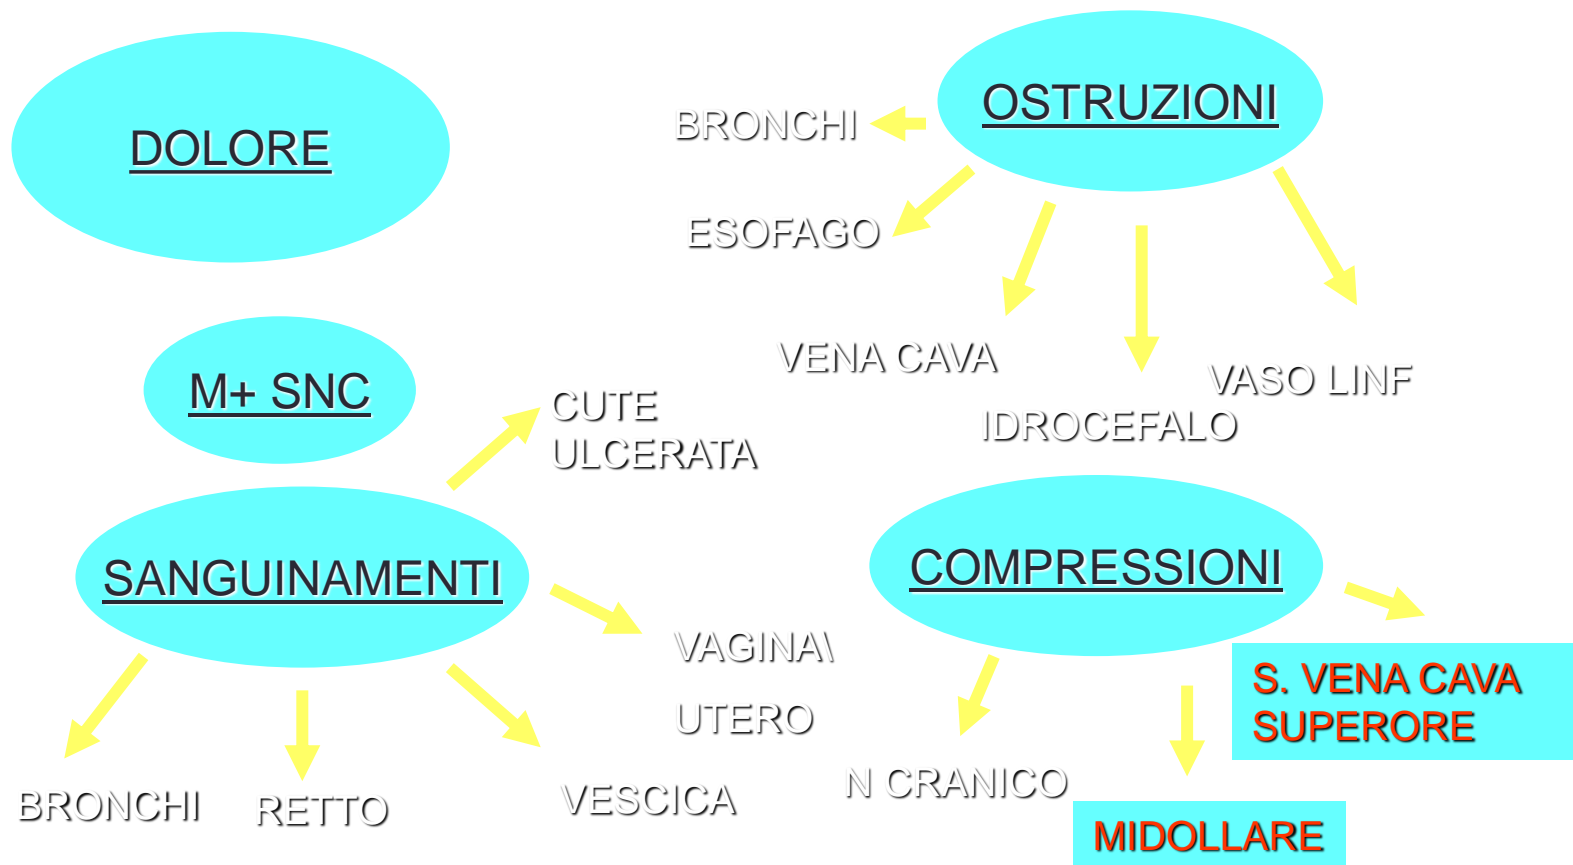 DOLORE
OSTRUZIONI
BRONCHI
ESOFAGO
VENA CAVA
IDROCEFALO
VASO LINF
M+ SNC
CUTE
ULCERATA
SANGUINAMENTI
VAGINA\
UTERO
BRONCHI
RETTO
VESCICA
COMPRESSIONI
S. VENA CAVA
SUPERORE
N CRANICO
MIDOLLARE